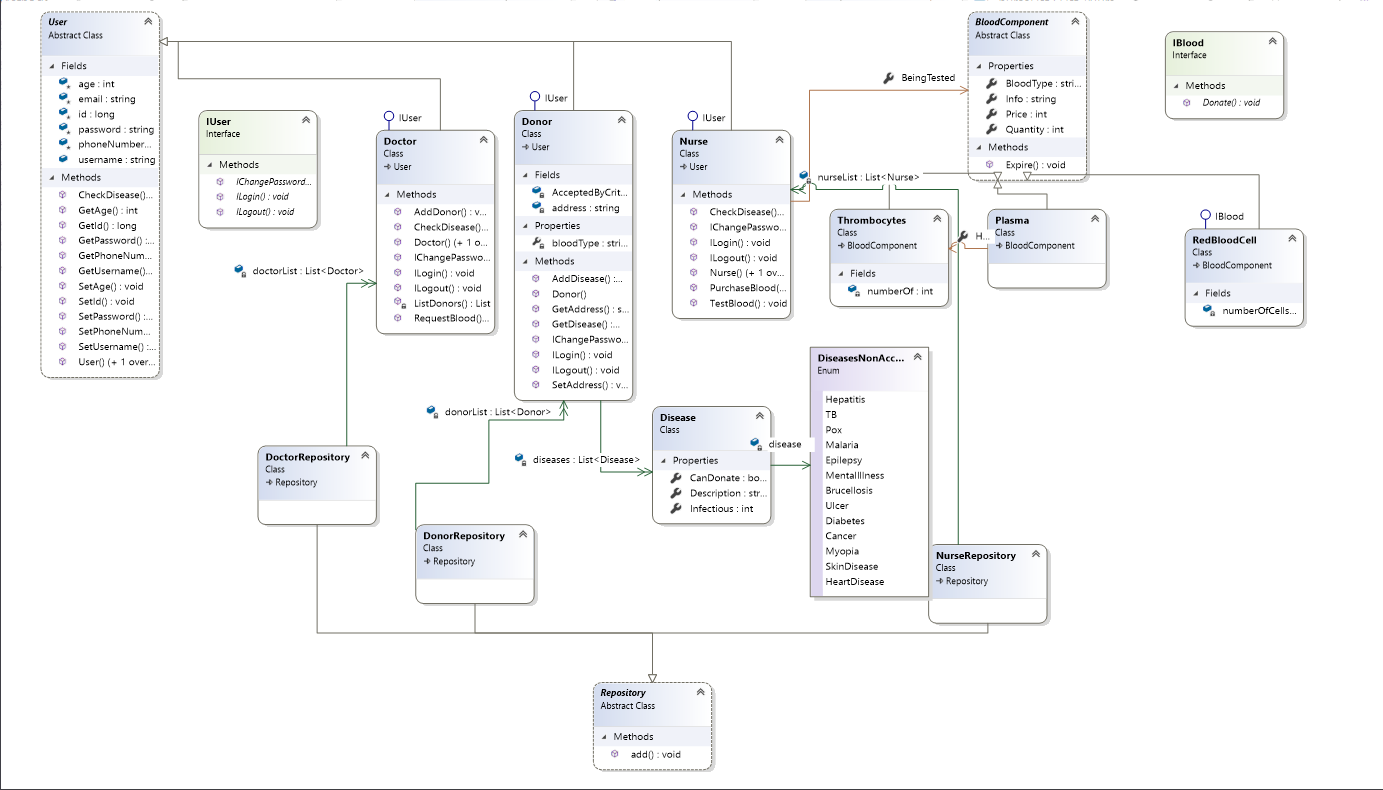 User
Abstract Class
Fields
age : int
email : string
id : long
password : string
phoneNumber...
username : string
Methods
CheckDisease()...
GetAge() : int
GetId() : long
GetPassword() :...
GetPhoneNum...
GetUsername()...
SetAge() : void
SetId() : void
SetPassword() :...
SetPhoneNum...
SetUsername() :...
User() (+ 1 over...
IUser
Interface
Methods
IChangePassword...
ILogin() : void
ILogout() : void
IUser
Doctor
Class
User
Methods
AddDonor() : v...
CheckDisease()...
Doctor() (+ 1 o...
IChangePasswo...
ILogin() : void
ILogout() : void
ListDonors() : List
RequestBlood()...
IUser
Donor
Class
User
Fields
AcceptedByCrit...
address : string
Properties
bloodType : stri...
Methods
AddDisease() :...
Donor()
GetAddress() : s...
GetDisease() :...
IChangePasswo...
ILogin() : void
ILogout() : void
SetAddress() : v...
IUser
Nurse
Class
User
Methods
CheckDisease()...
IChangePasswo...
ILogin() : void
ILogout() : void
Nurse() (+ 1 ov...
PurchaseBlood(...
TestBlood() : void
BeingTested
BloodComponent
Abstract Class
Properties
BloodType : stri...
Info : string
Price : int
Quantity : int
Methods
Expire() : void
IBlood
Interface
Methods
Donate() : void
nurseList : List<Nurse>
Thrombocytes
Class
BloodComponent
Fields
numberOf : int
H...
Plasma
Class
BloodComponent
IBlood
RedBloodCell
Class
BloodComponent
Fields
numberOfCells...
doctorList : List<Doctor>
donorList : List<Donor>
diseases : List<Disease>
Disease
Class
Properties
CanDonate : bo...
Description : str...
Infectious : int
disease
DiseasesNonAcc...
Enum
Hepatitis
TB
Pox
Malaria
Epilepsy
MentalIllness
Brucellosis
Ulcer
Diabetes
Cancer
Myopia
SkinDisease
HeartDisease
DoctorRepository
Class
Repository
DonorRepository
Class
Repository
NurseRepository
Class
Repository
Repository
Abstract Class
Methods
add() : void